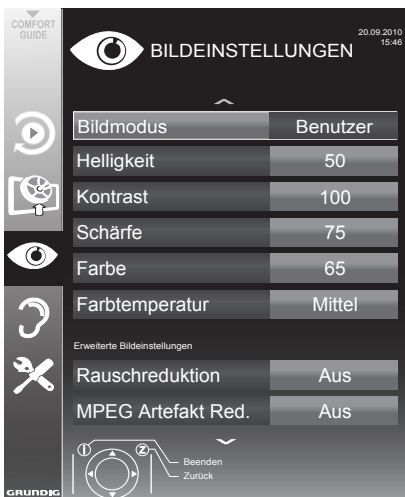 COMFORT
GUIDE
BILDEINSTELLUNGEN
20.09.2010
15:46
Bildmodus Benutzer
Helligkeit 50
Kontrast 100
Schärfe 75
Farbe 65
Farbtemperatur Mittel
Erweiterte Bildeinstellungen
Rauschreduktion Aus
MPEG Artefakt Red. Aus
I Z
Beenden
Zurück
GRUNDIG